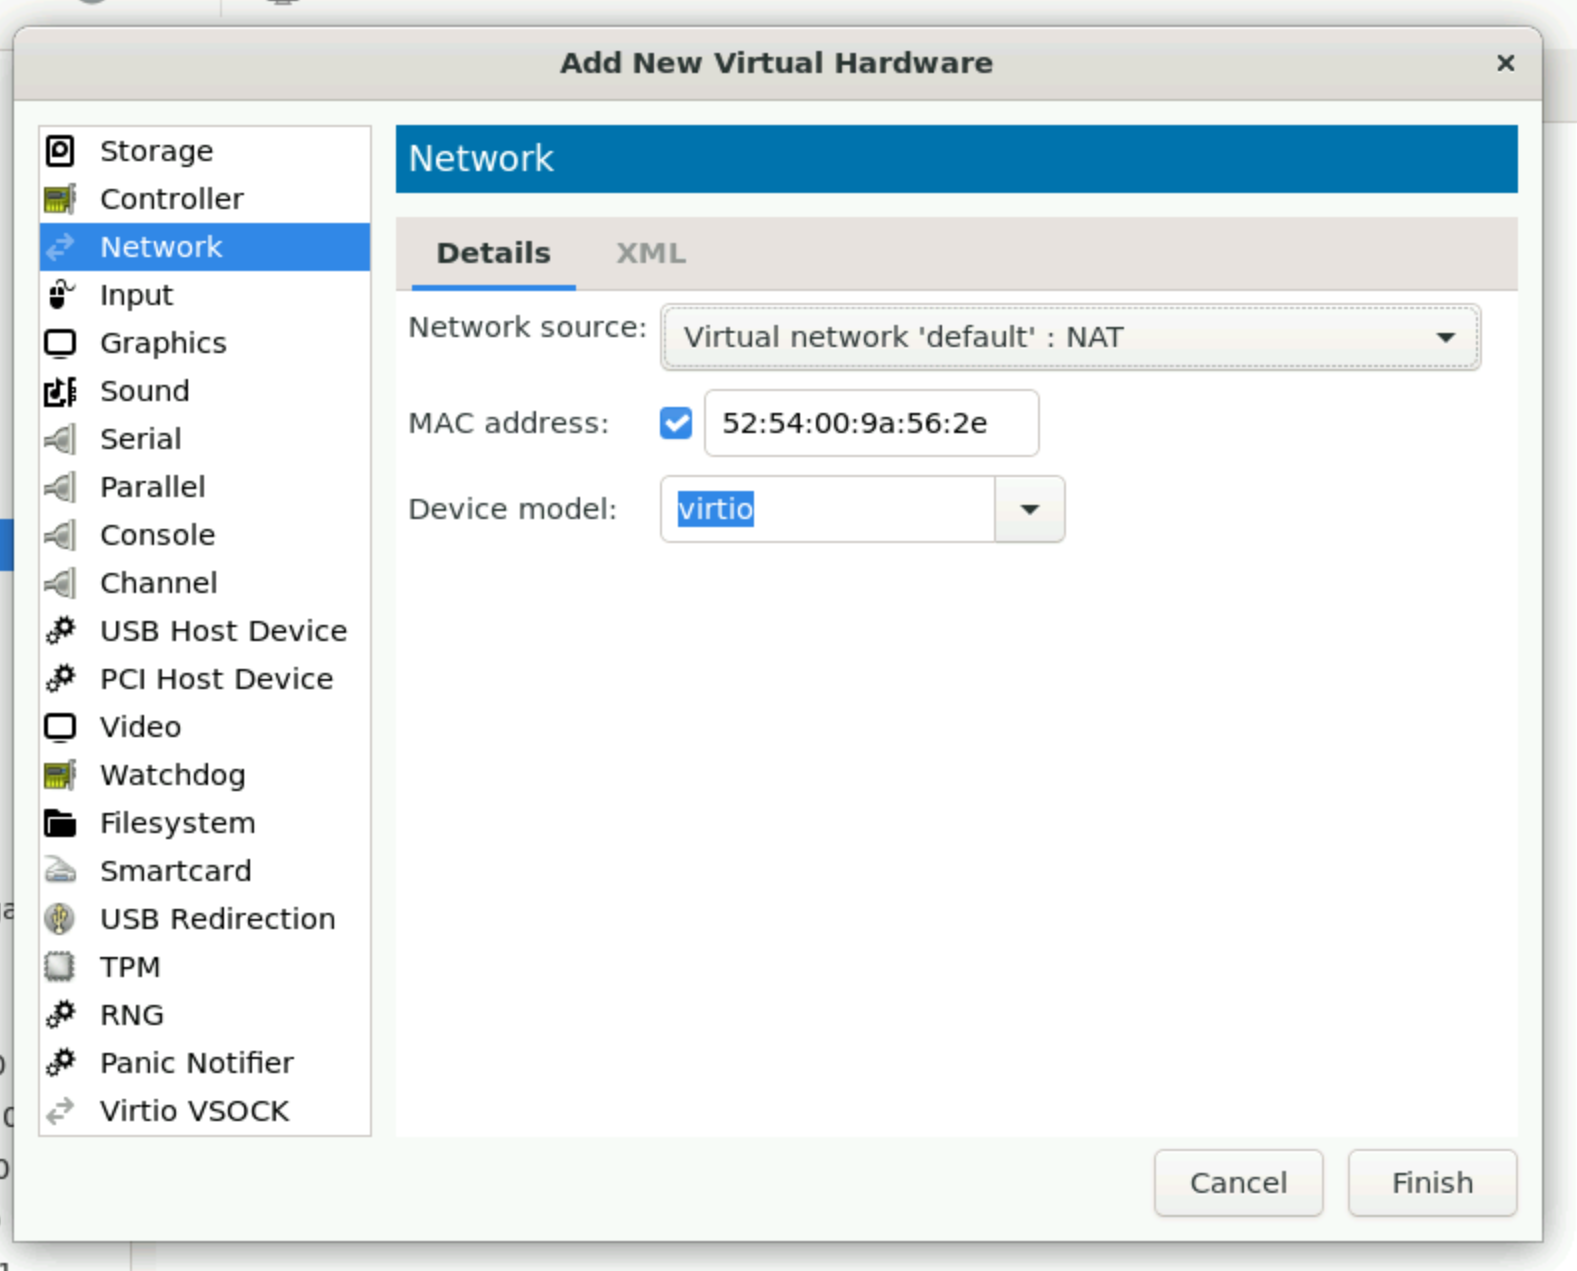 Add New Virtual Hardware
Storage
Controller
Network
Input
Graphics
Sound
Serial
Parallel
Console
Channel
USB Host Device
PCI Host Device
Video
Watchdog
Filesystem
Smartcard
USB Redirection
TPM
RNG
Panic Notifier
Virtio VSOCK
Network
Details XML
Network source: Virtual network 'default' : NAT
MAC address: 52:54:00:9a:56:2e
Device model: virtio
Cancel Finish